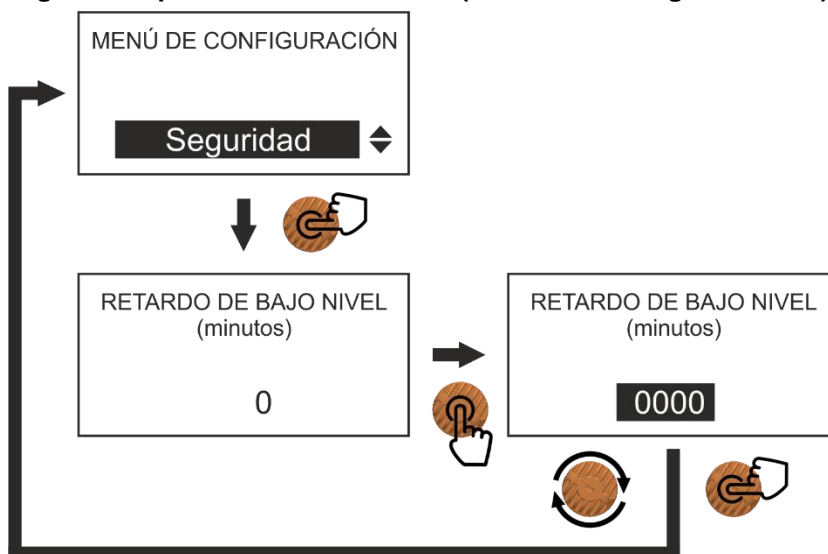 MENÚ DE CONFIGURACIÓN
Seguridad
RETARDO DE BAJO NIVEL
(minutos)
0
RETARDO DE BAJO NIVEL
(minutos)
0000